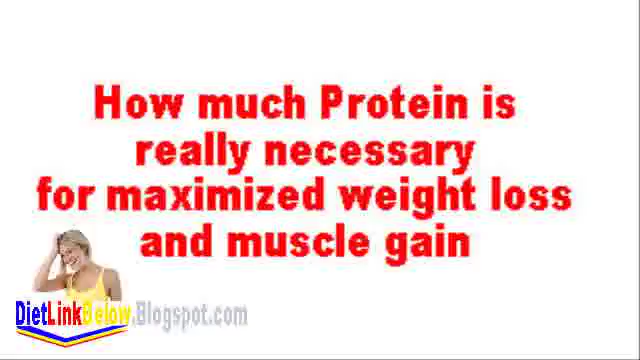 How much Protein is
really necessary
for maximized weight loss
and muscle gain
DietLinkBelow.Blogspot.com